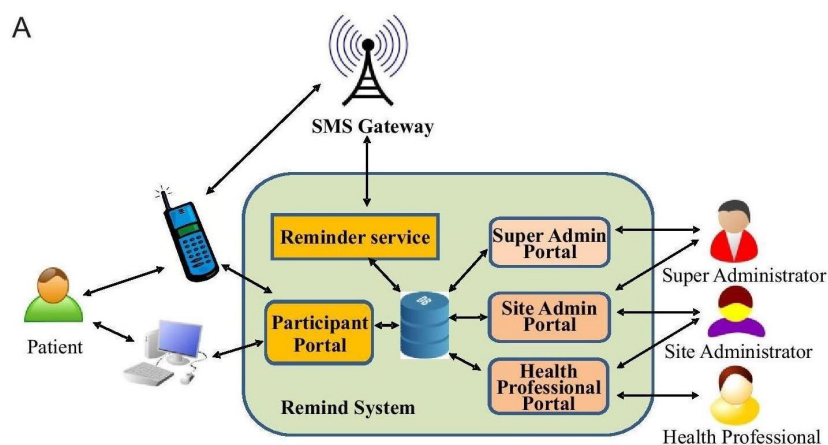 A
SMS Gateway
Reminder service
Super Admin
Portal
Super Administrator
Patient
Participant
Portal
DB
Site Admin
Portal
Site Administrator
Health
Professional
Portal
Remind System
Health Professional